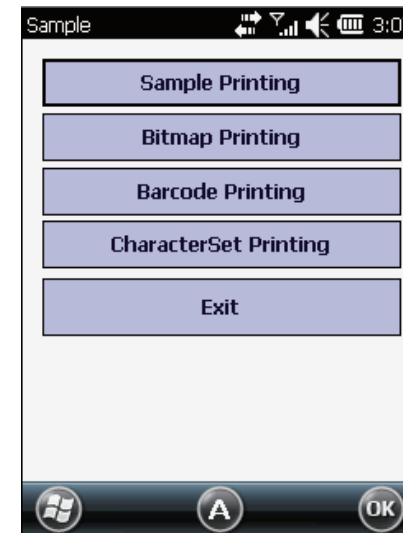 Sample 3:0
Sample Printing
Bitmap Printing
Barcode Printing
CharacterSet Printing
Exit
A OK